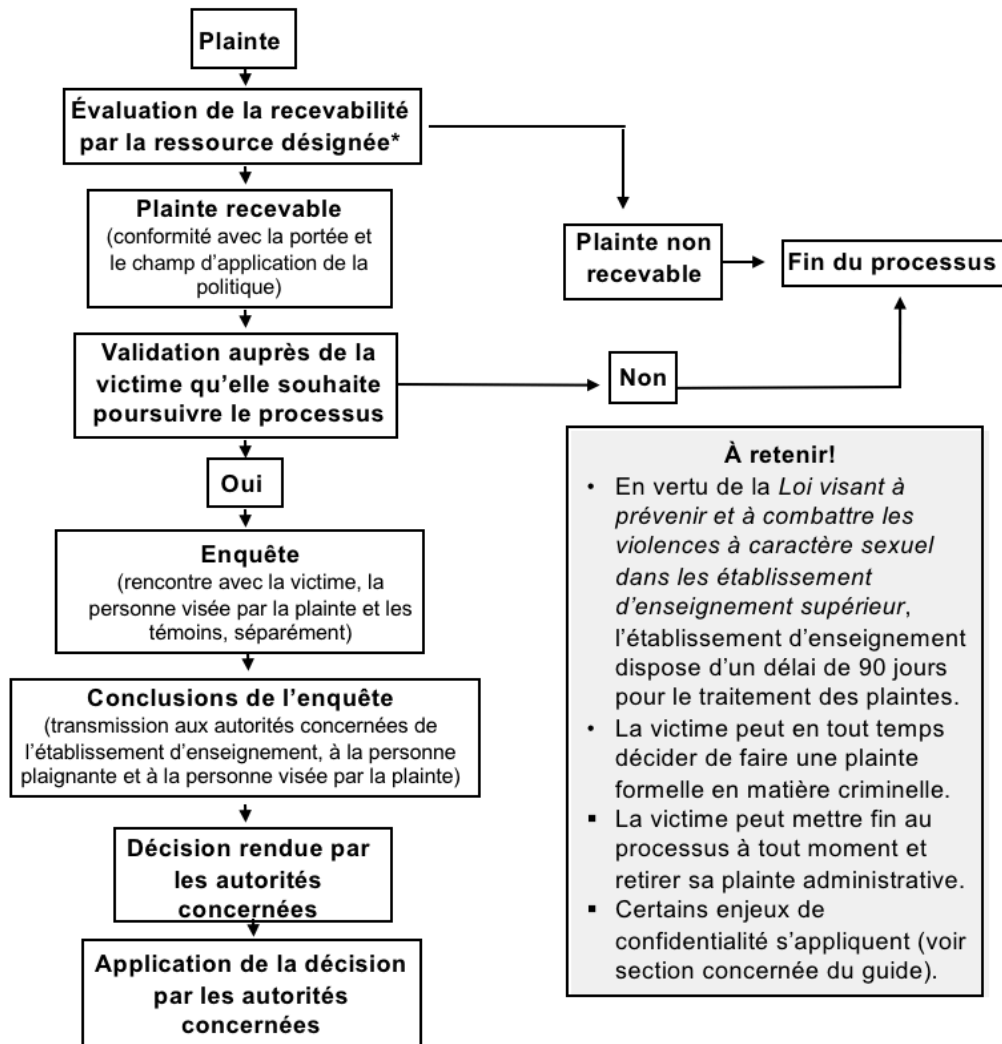 Plainte
Évaluation de la recevabilité
par la ressource désignée*
Plainte recevable
(conformité avec la portée et
le champ d'application de la
politique)
Plainte non
recevable
Fin du processus
Validation auprès de la
victime qu'elle souhaite
poursuivre le processus
Non
Oui
Enquête
(rencontre avec la victime, la
personne visée par la plainte et les
témoins, séparément)
Conclusions de l'enquête
(transmission aux autorités concernées de
l'établissement d'enseignement, à la personne
plaignante et à la personne visée par la plainte)
Décision rendue par
les autorités
concernées
Application de la décision
par les autorités
concernées
À retenir!
• En vertu de la Loi visant à
prévenir et à combattre les
violences à caractère sexuel
dans les établissement
d'enseignement supérieur,
l'établissement d'enseignement
dispose d'un délai de 90 jours
pour le traitement des plaintes.
• La victime peut en tout temps
décider de faire une plainte
formelle en matière criminelle.
▪ La victime peut mettre fin au
processus à tout moment et
retirer sa plainte administrative.
▪ Certains enjeux de
confidentialité s'appliquent (voir
section concernée du guide).